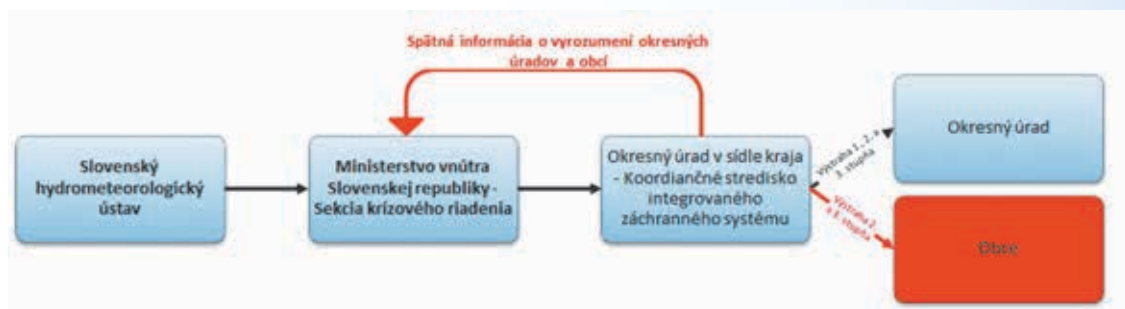 Spätná informácia o vyrozumení okresných
úradov a obcí
Slovenský
hydrometeorologický
ústav
Ministerstvo vnútra
Slovenskej republiky -
Sekcia krízového riadenia
Okresný úrad v sídle kraja
- Koordiančné stredisko
integrovaného
záchranného systému
Výstraha 1., 2. a
3. stupňa
Okresný úrad
Výstraha 2.
a 3. stupňa
Obce